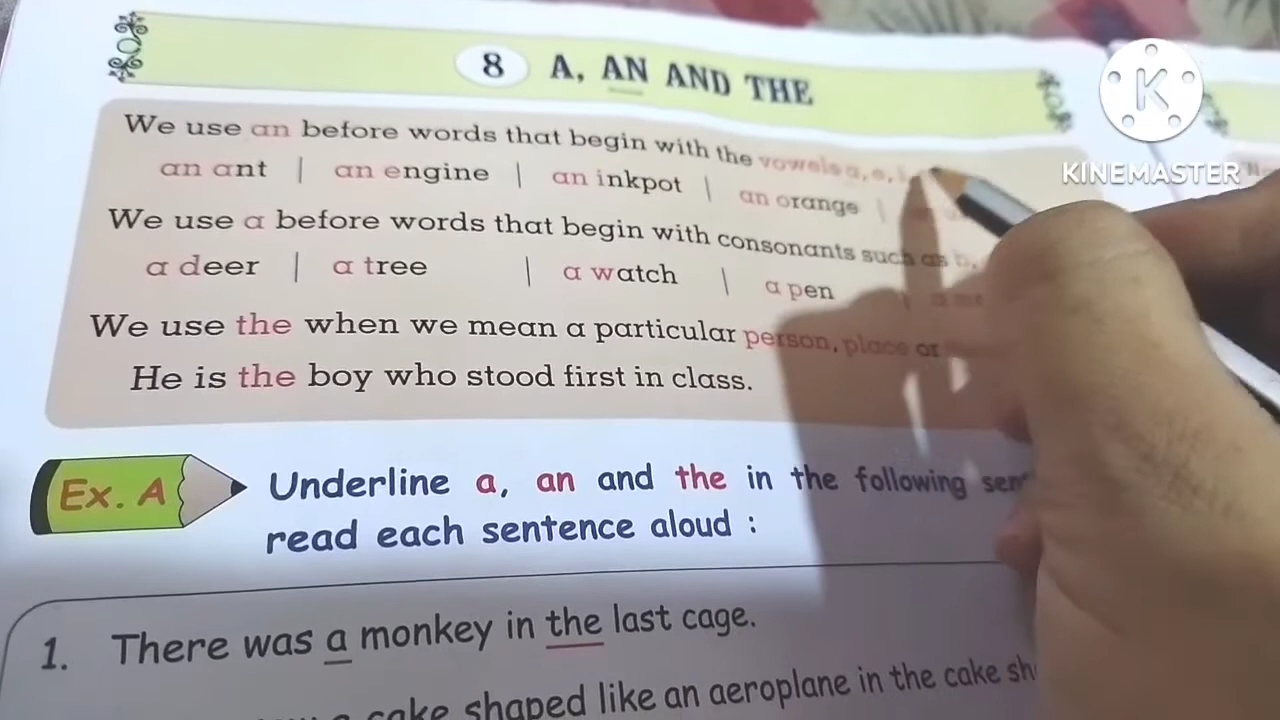 8 A, AN AND THE
K
KINEMASTER
We use an before words that begin with the vowels a, e, i,
an ant | an engine | an inkpot | an orange |
We use a before words that begin with consonants such as b,
a deer | a tree | a watch | a pen |
We use the when we mean a particular person, place or
He is the boy who stood first in class.
Ex. A Underline a, an and the in the following
read each sentence aloud :
1. There was a monkey in the last cage.
a cake shaped like an aeroplane in the cake